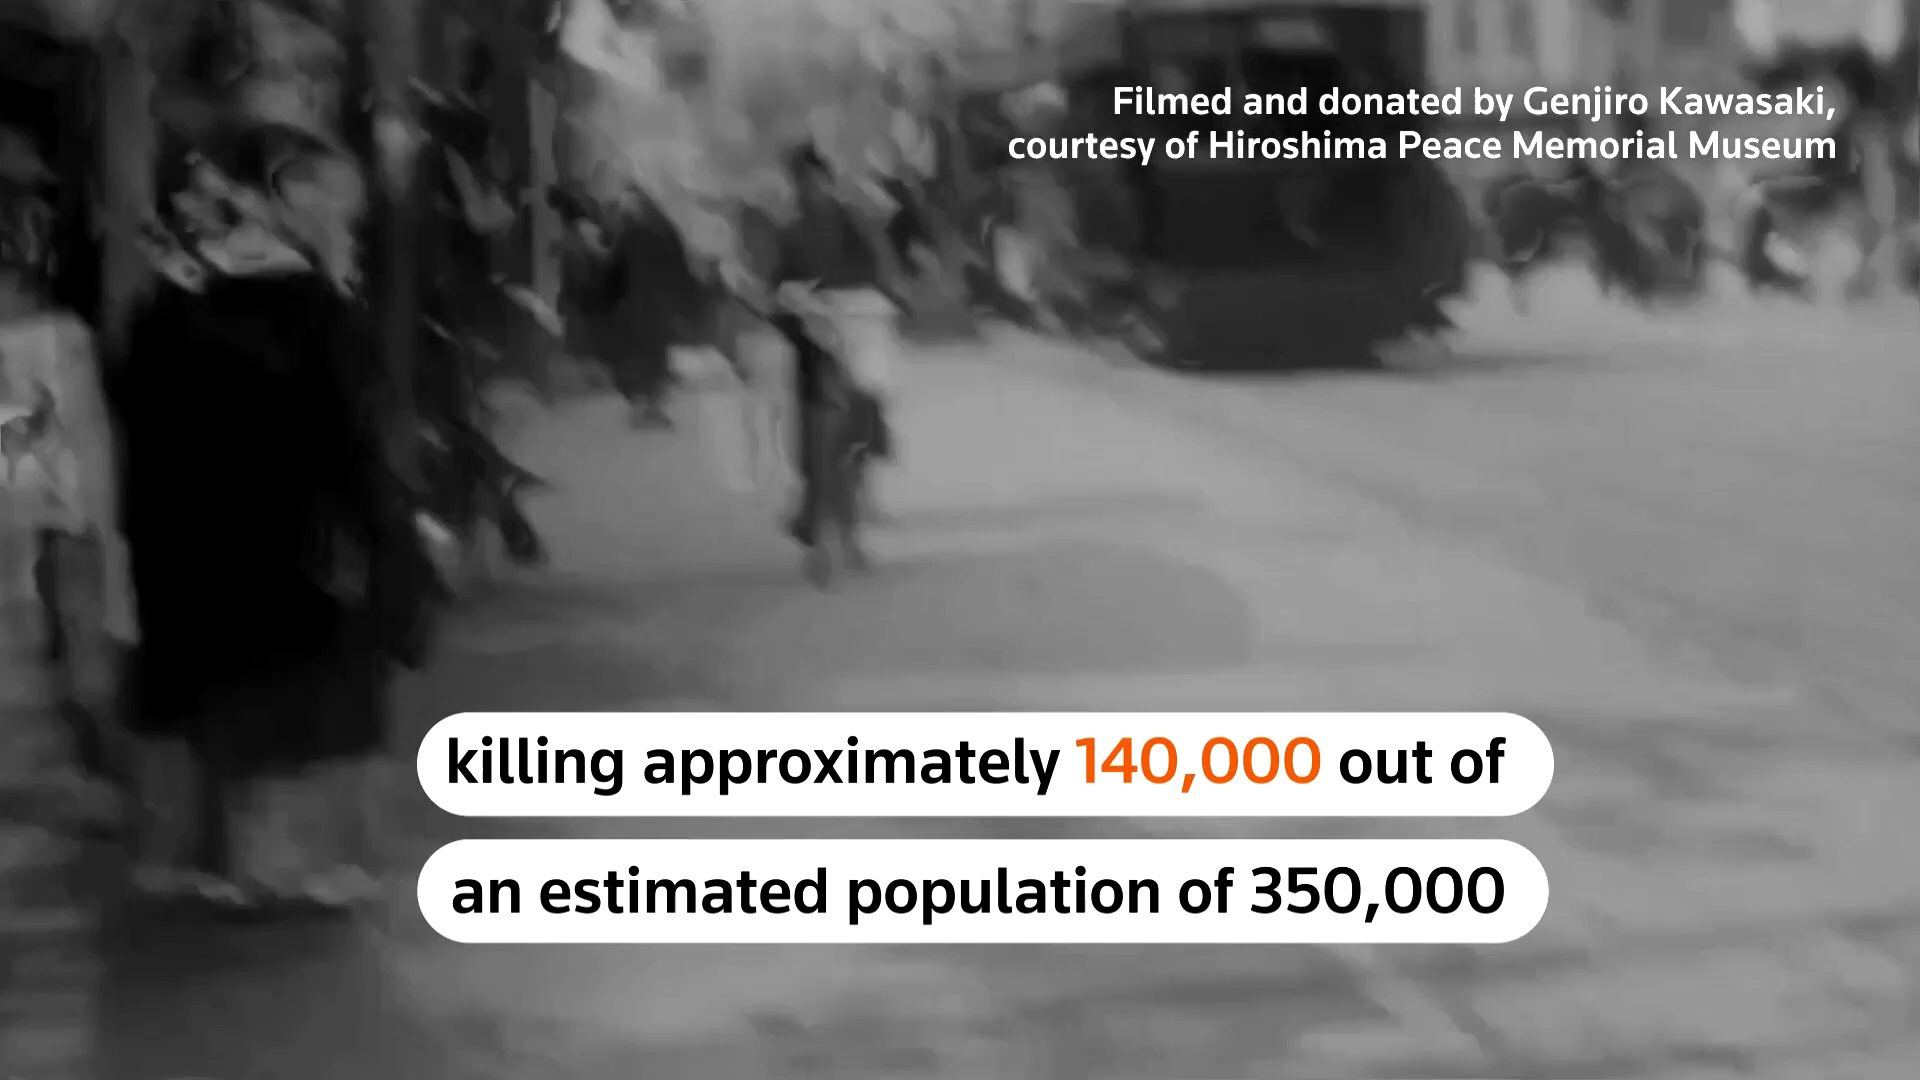 Filmed and donated by Genjiro Kawasaki,
courtesy of Hiroshima Peace Memorial Museum
killing approximately 140,000 out of
an estimated population of 350,000